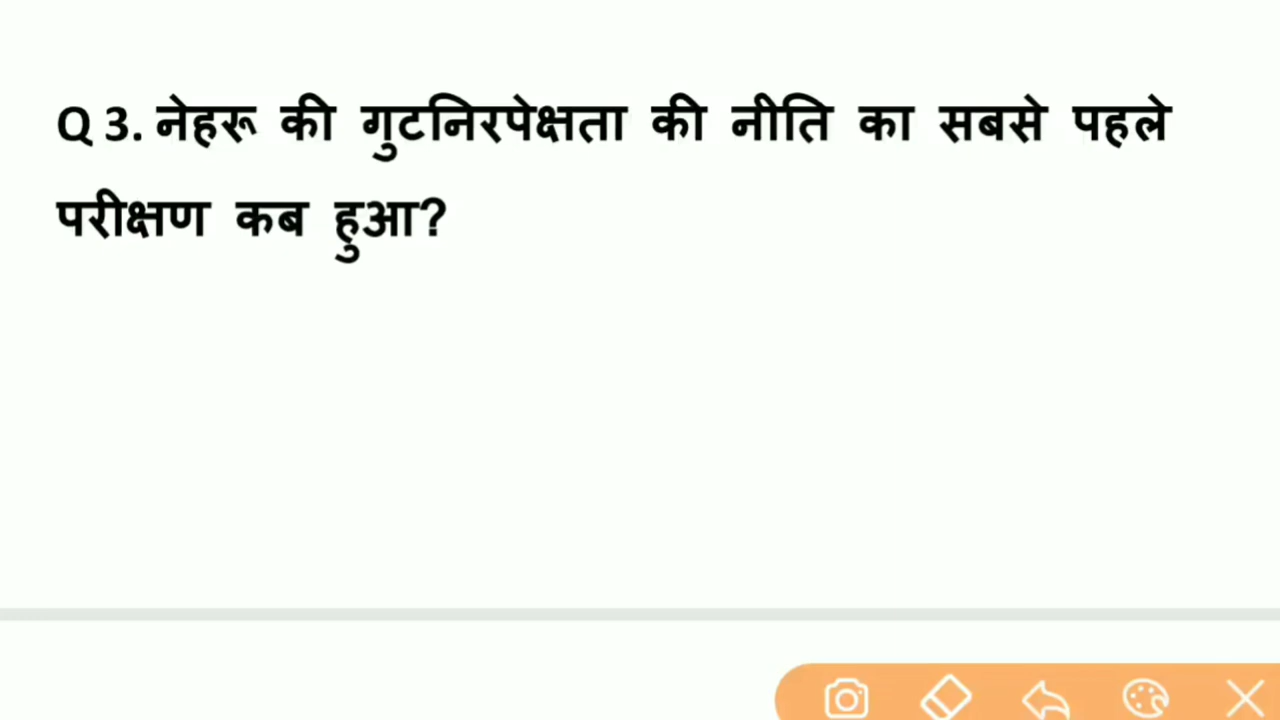 Q 3. नेहरू की गुटनिरपेक्षता की नीति का सबसे पहले
परीक्षण कब हुआ?